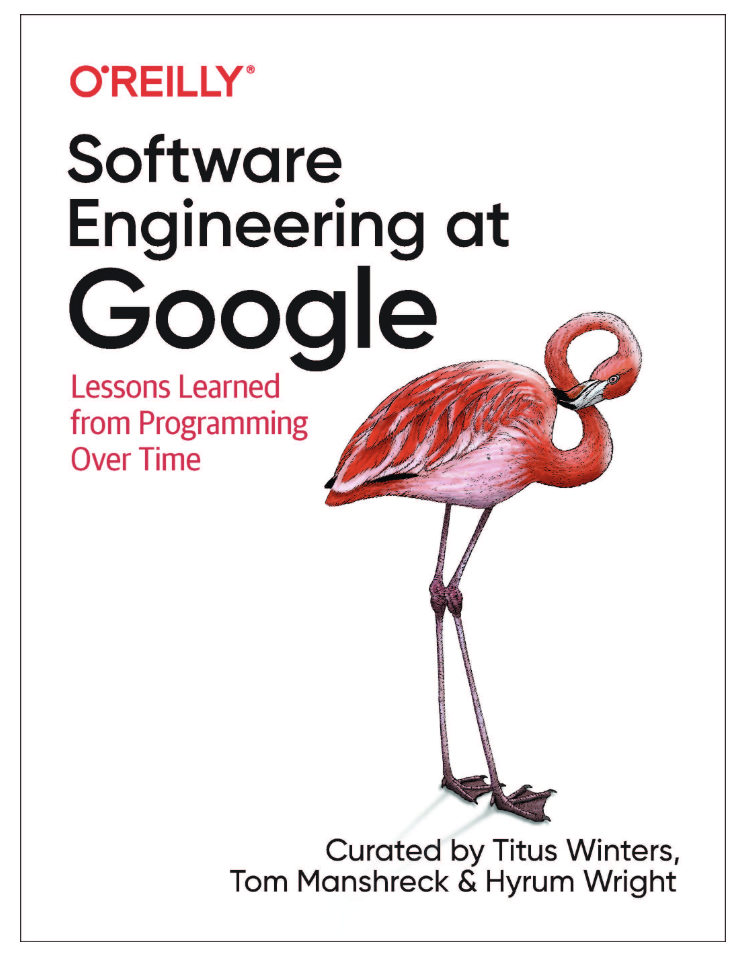 O'REILLY®
Software
Engineering at
Google
Lessons Learned
from Programming
Over Time
Curated by Titus Winters,
Tom Manshreck & Hyrum Wright